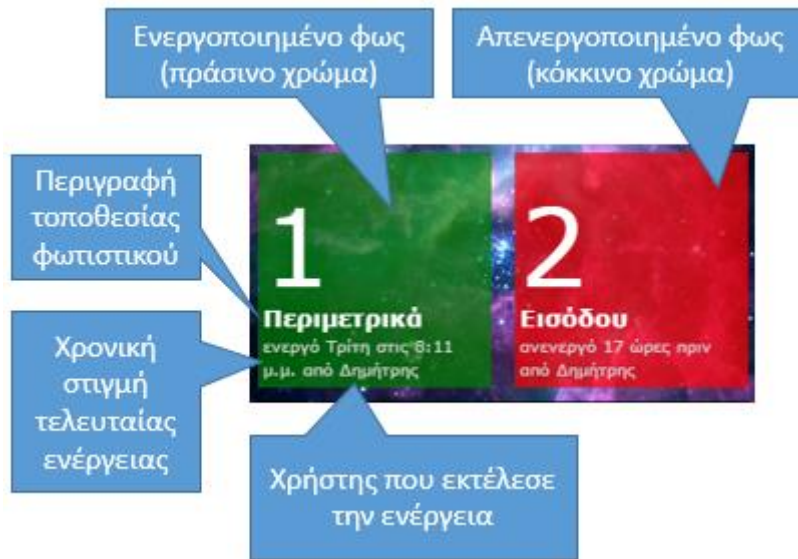 Ενεργοποιημένο φως
(πράσινο χρώμα)
Απενεργοποιημένο φως
(κόκκινο χρώμα)
Περιγραφή
τοποθεσίας
φωτιστικού
1
Περιμετρικά
ενεργό Τρίτη στις 8:11
μ.μ. από Δημήτρης
2
Εισόδου
ανενεργό 17 ώρες πριν
από Δημήτρης
Χρονική
στιγμή
τελευταίας
ενέργειας
Χρήστης που εκτέλεσε
την ενέργεια